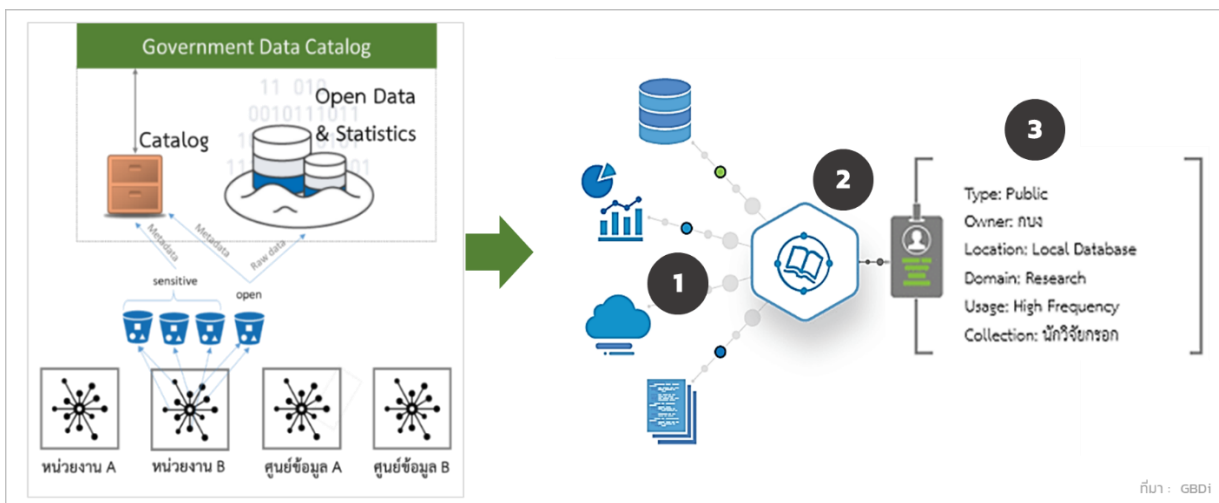 Government Data Catalog
11 010
0010111011
Open Data
& Statistics
Catalog
Metadata
Metadata
Raw data
sensitive
open
หน่วยงาน A
หน่วยงาน B
ศูนย์ข้อมูล A
ศูนย์ข้อมูล B
1
2
3
Type: Public
Owner: กบง
Location: Local Database
Domain: Research
Usage: High Frequency
Collection: นักวิจัยกรอก
ที่มา : GBDi